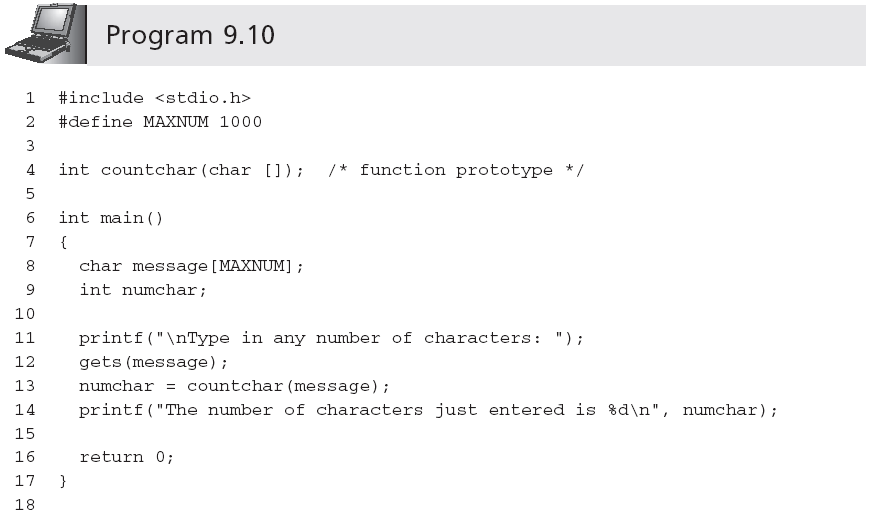 Program 9.10
1 #include <stdio.h>
2 #define MAXNUM 1000
3
4 int countchar(char []); /* function prototype */
5
6 int main()
7 {
8 char message[MAXNUM];
9 int numchar;
10
11 printf("\nType in any number of characters: ");
12 gets(message);
13 numchar = countchar(message);
14 printf("The number of characters just entered is %d\n", numchar);
15
16 return 0;
17 }
18